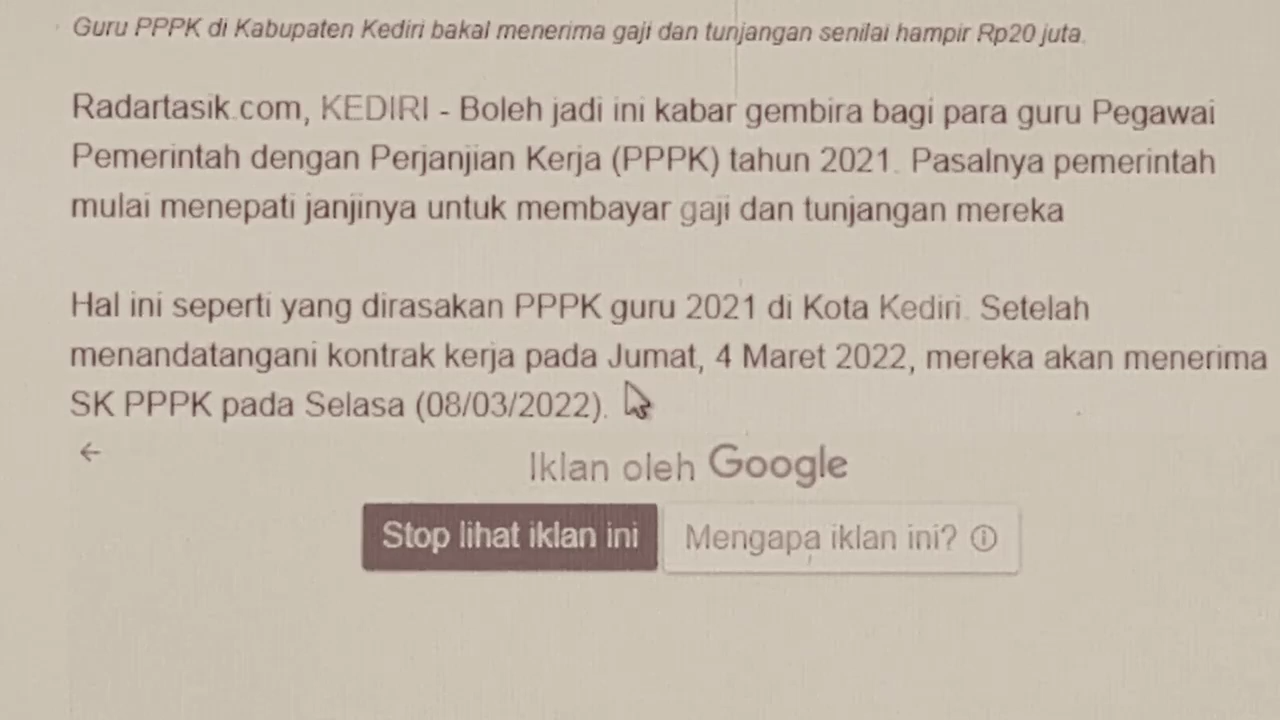 Guru PPPK di Kabupaten Kediri bakal menerima gaji dan tunjangan senilai hampir Rp20 juta.
Radartasik.com, KEDIRI - Boleh jadi ini kabar gembira bagi para guru Pegawai
Pemerintah dengan Perjanjian Kerja (PPPK) tahun 2021. Pasalnya pemerintah
mulai menepati janjinya untuk membayar gaji dan tunjangan mereka
Hal ini seperti yang dirasakan PPPK guru 2021 di Kota Kediri. Setelah
menandatangani kontrak kerja pada Jumat, 4 Maret 2022, mereka akan menerima
SK PPPK pada Selasa (08/03/2022).
Iklan oleh Google
Stop lihat iklan ini
Mengapa iklan ini?